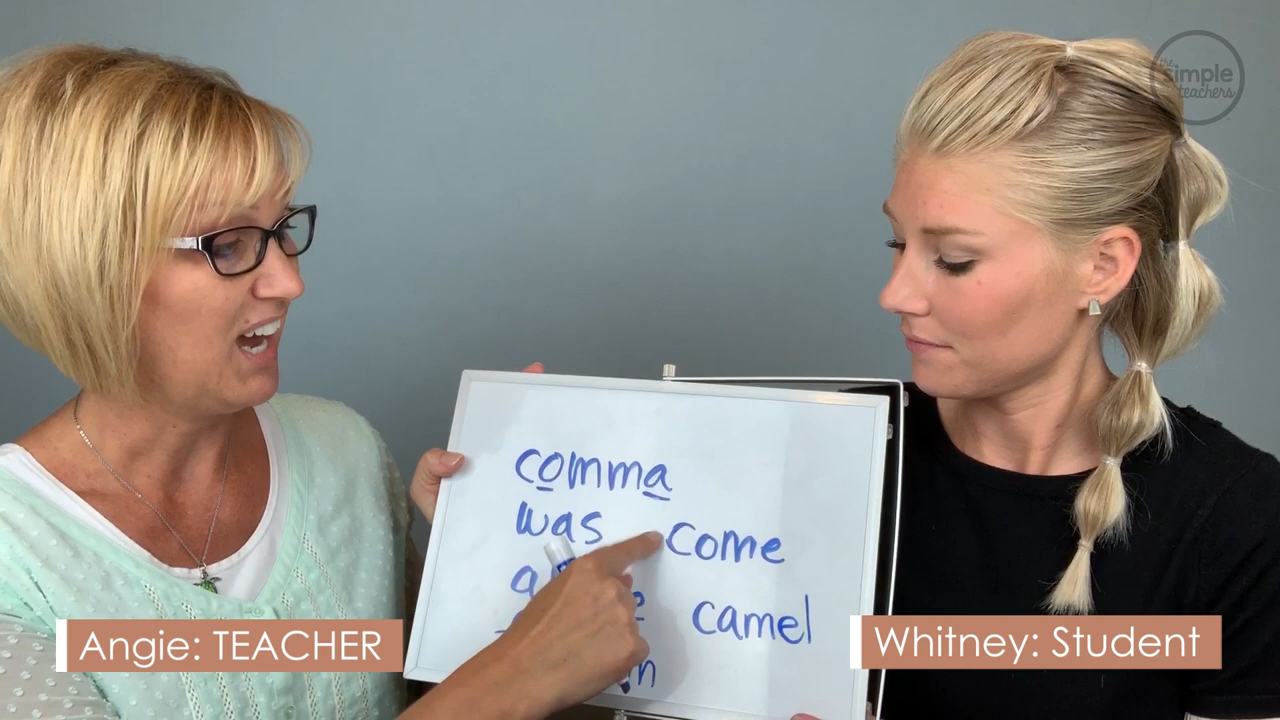 the
simple
teachers
comma
was come
camel
Angie: TEACHER
Whitney: Student